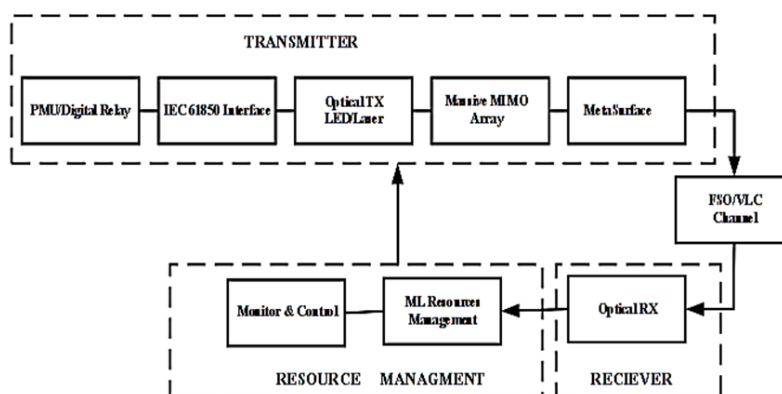 TRANSMITTER
PMU/Digital Relay
IEC 61850 Interface
Optical TX
LED/Laser
Massive MIMO
Array
MetaSurface
FSO/VLC
Channel
Monitor & Control
ML Resources
Management
Optical RX
RESOURCE MANAGMENT
RECIEVER